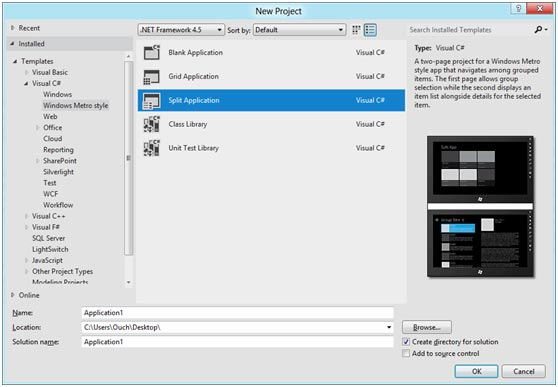 New Project
Recent
Installed
Templates
Visual Basic
Visual C#
Windows
Windows Metro style
Web
Office
Cloud
Reporting
SharePoint
Silverlight
Test
WCF
Workflow
Visual C++
Visual F#
SQL Server
LightSwitch
JavaScript
Other Project Types
Modeling Projects
Online
.NET Framework 4.5 Sort by: Default
Blank Application Visual C#
Grid Application Visual C#
Split Application Visual C#
Class Library Visual C#
Unit Test Library Visual C#
Search Installed Templates
Type: Visual C#
A two-page project for a Windows Metro
style app that navigates among grouped
items. The first page allows group
selection while the second displays an
item list alongside details for the
selected item.
Name: Application1
Location: C:\Users\Ouch\Desktop\ Browse...
Solution name: Application1
Create directory for solution
Add to source control
OK Cancel